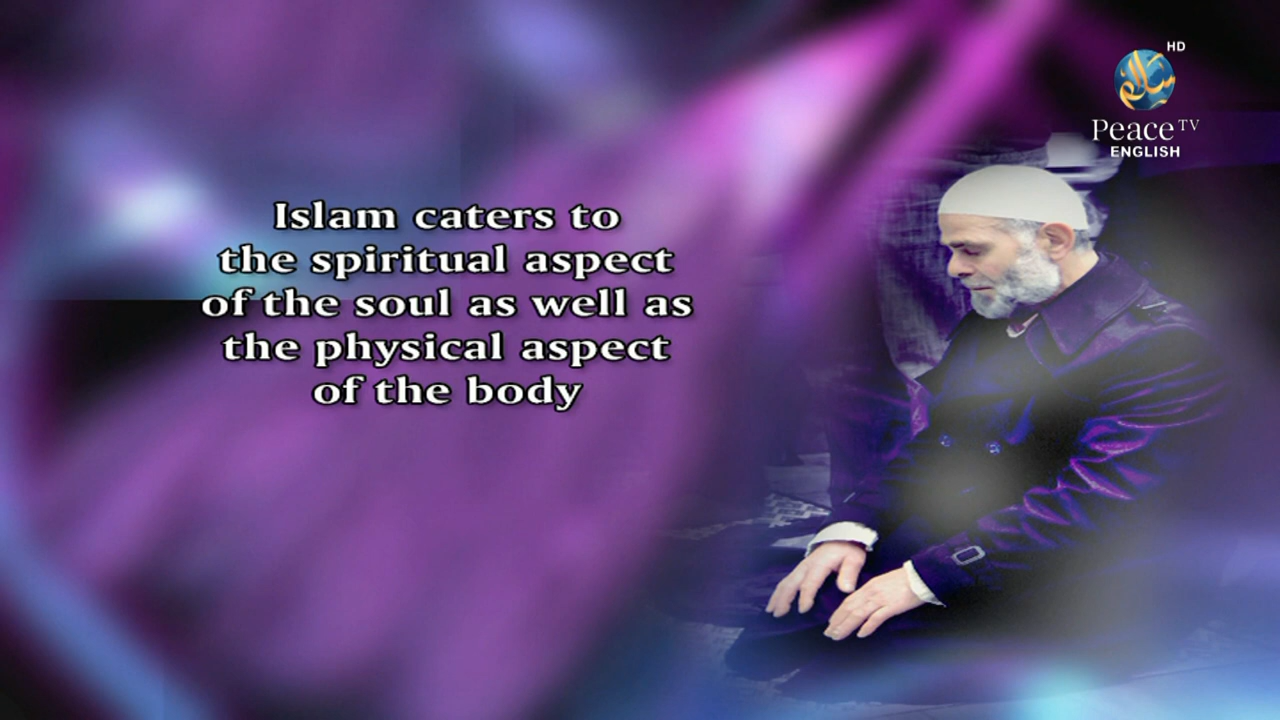 HD
سلام
Peace TV
ENGLISH
Islam caters to
the spiritual aspect
of the soul as well as
the physical aspect
of the body